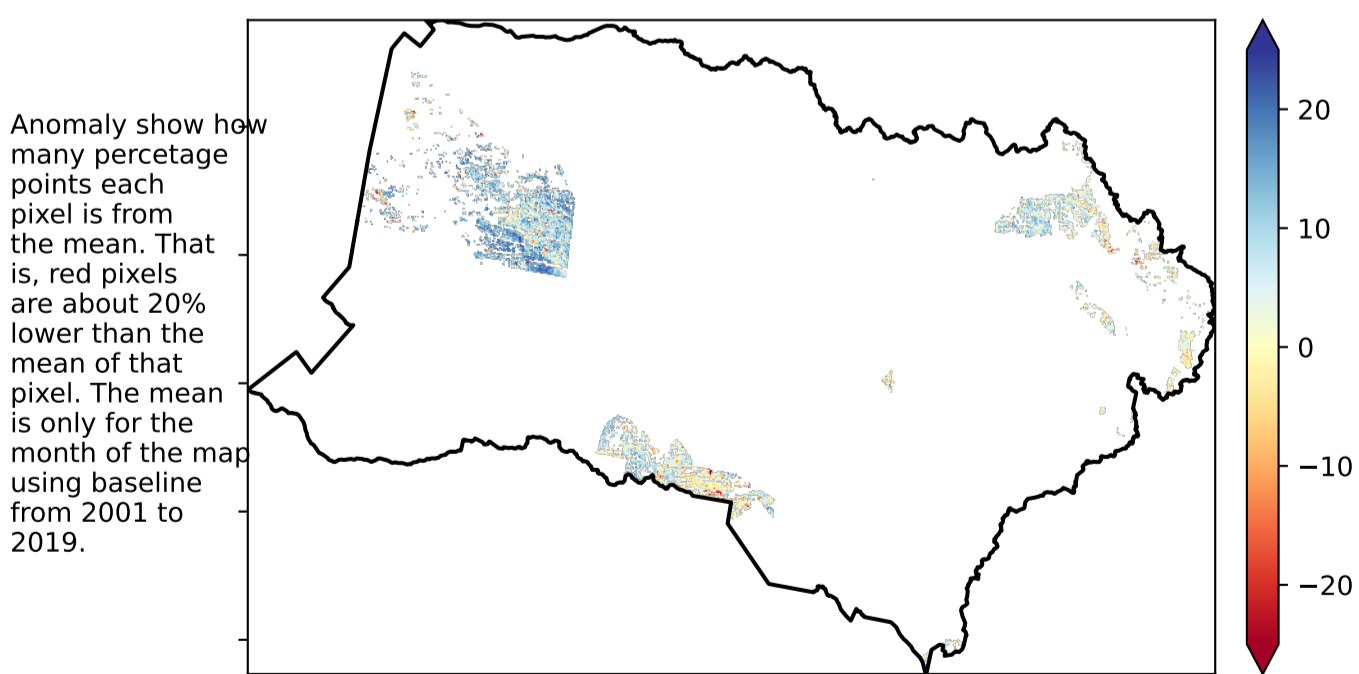 Anomaly show how
many percetage
points each
pixel is from
the mean. That
is, red pixels
are about 20%
lower than the
mean of that
pixel. The mean
is only for the
month of the map
using baseline
from 2001 to
2019.
20
10
0
−10
−20